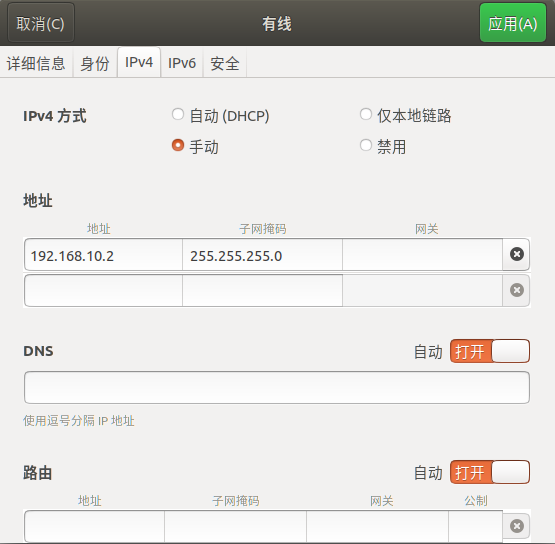 取消(C) 有线 应用(A)
详细信息 身份 IPv4 IPv6 安全
IPv4 方式 自动 (DHCP) 仅本地链路
手动 禁用
地址
地址 子网掩码 网关
192.168.10.2 255.255.255.0
DNS 自动 打开
使用逗号分隔 IP 地址
路由 自动 打开
地址 子网掩码 网关 公制